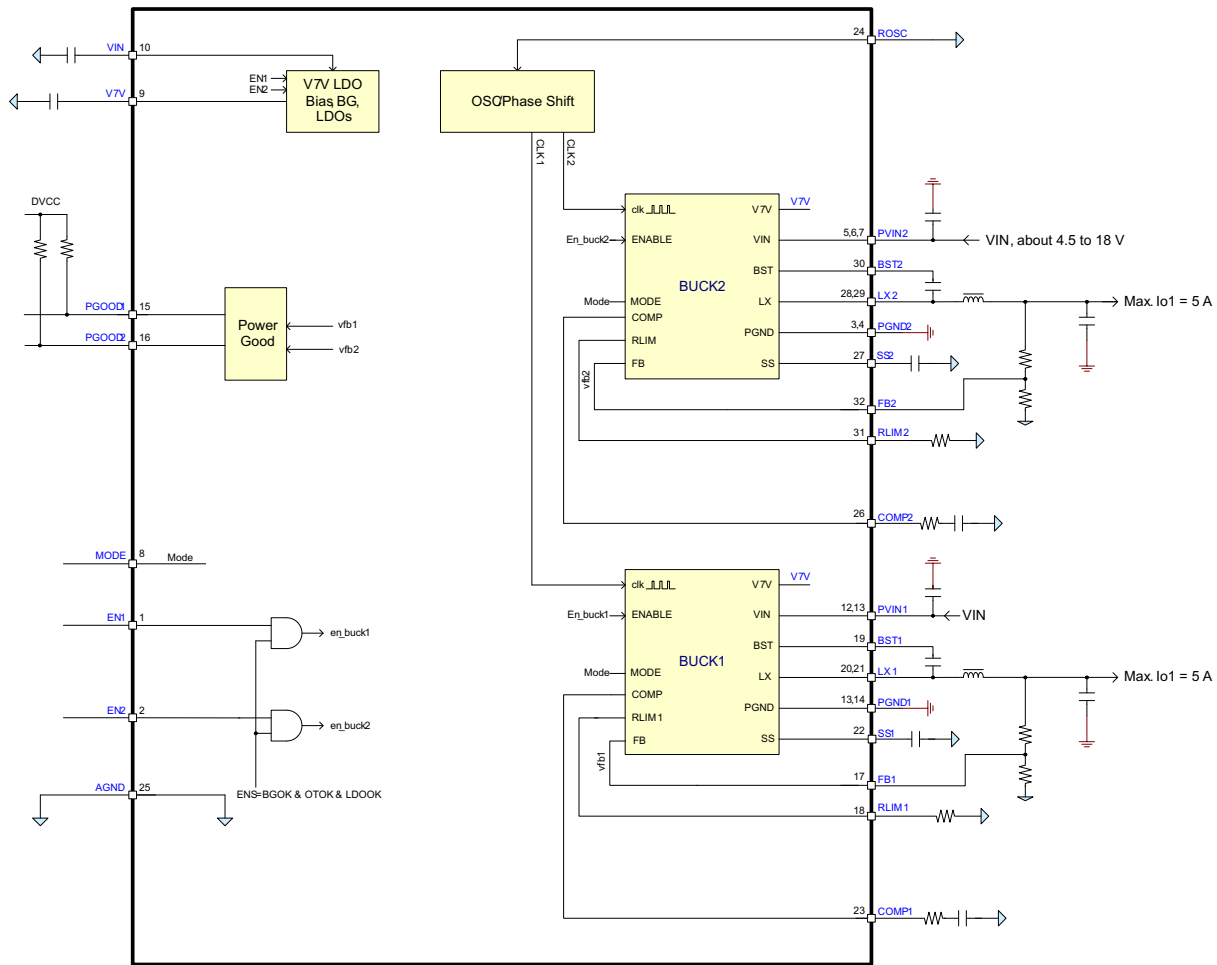 VIN 10
V7V 9
EN1
EN2
V7V LDO
Bias, BG,
LDOs
24 ROSC
OSC/Phase Shift
CLK1
CLK2
DVCC
PGOOD1 15
PGOOD2 16
Power
Good
vfb1
vfb2
clk
V7V
V7V
En_buck2
ENABLE
VIN
5,6,7 PVIN2
VIN, about 4.5 to 18 V
BST
30 BST2
BUCK2
Mode
MODE
LX
28,29 LX2
Max. Io1 = 5 A
COMP
PGND
3,4 PGND2
RLIM
FB
SS
27 SS2
vfb2
32 FB2
31 RLIM2
26 COMP2
MODE 8 Mode
EN1 1
en_buck1
EN2 2
en_buck2
ENS=BGOK & OTOK & LDOOK
AGND 25
clk
V7V
V7V
En_buck1
ENABLE
VIN
12,13 PVIN1
VIN
BST
19 BST1
BUCK1
Mode
MODE
LX
20,21 LX1
Max. Io1 = 5 A
COMP
PGND
13,14 PGND1
RLIM1
FB
SS
22 SS1
vfb1
17 FB1
18 RLIM1
23 COMP1